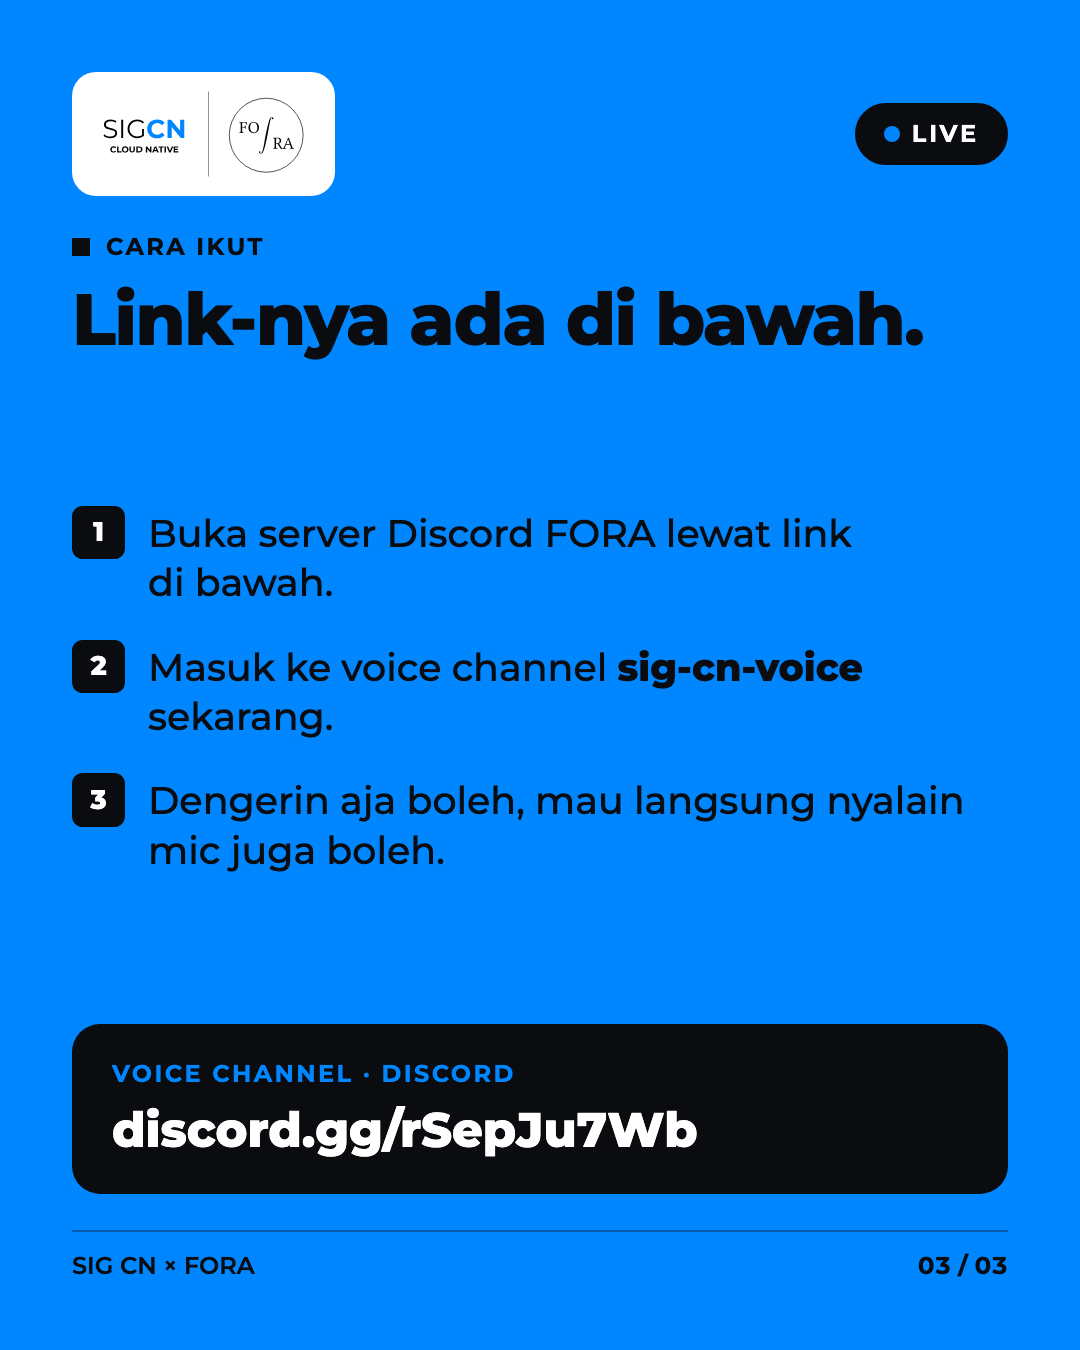 SIGCN
CLOUD NATIVE
FO
RA
LIVE
CARA IKUT
Link-nya ada di bawah.
1
Buka server Discord FORA lewat link
di bawah.
2
Masuk ke voice channel sig-cn-voice
sekarang.
3
Dengerin aja boleh, mau langsung nyalain
mic juga boleh.
VOICE CHANNEL · DISCORD
discord.gg/rSepJu7Wb
SIG CN × FORA
03 / 03